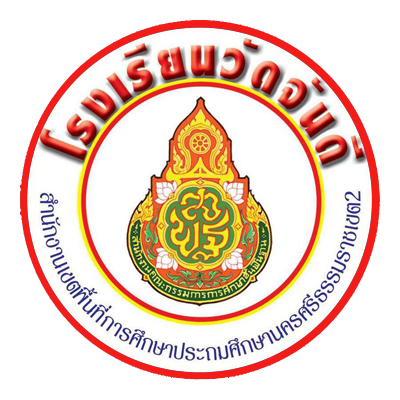 โรงเรียนวัดจันดี
สำนักงานคณะกรรมการการศึกษาขั้นพื้นฐาน
สำนักงานเขตพื้นที่การศึกษาประถมศึกษานครศรีธรรมราชเขต2